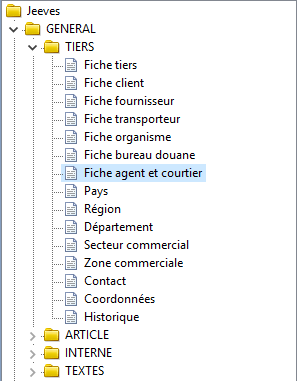 Jeeves
GENERAL
TIERS
Fiche tiers
Fiche client
Fiche fournisseur
Fiche transporteur
Fiche organisme
Fiche bureau douane
Fiche agent et courtier
Pays
Région
Département
Secteur commercial
Zone commerciale
Contact
Coordonnées
Historique
ARTICLE
INTERNE
TEXTES